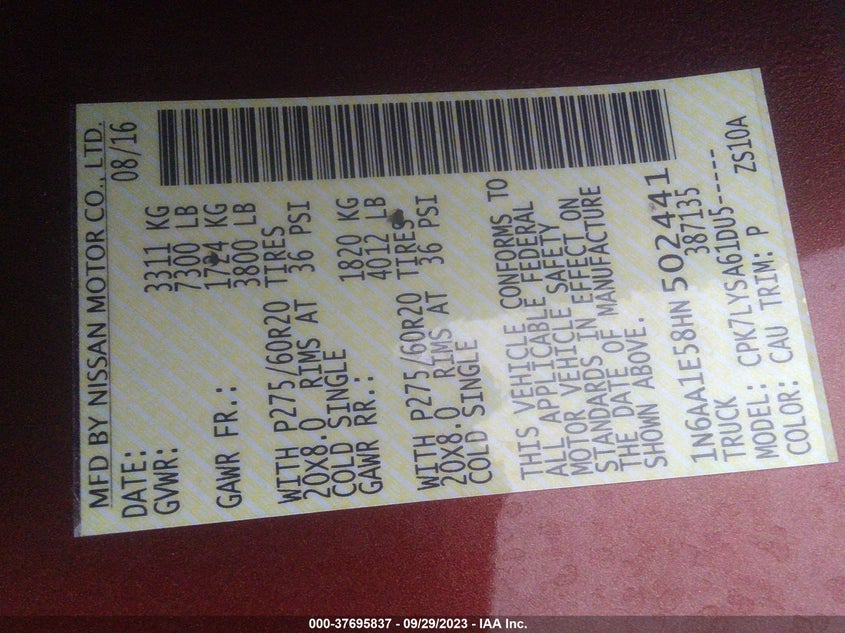 MFD BY NISSAN MOTOR CO., LTD.
DATE: 08/16
GVWR: 3311 KG
7300 LB
GAWR FR.: 1724 KG
3800 LB
WITH P275/60R20 TIRES
20X8.0 RIMS AT 36 PSI
COLD SINGLE
GAWR RR.: 1820 KG
4012 LB
WITH P275/60R20 TIRES
20X8.0 RIMS AT 36 PSI
COLD SINGLE
THIS VEHICLE CONFORMS TO
ALL APPLICABLE FEDERAL
MOTOR VEHICLE SAFETY
STANDARDS IN EFFECT ON
THE DATE OF MANUFACTURE
SHOWN ABOVE.
1N6AA1E58HN502441
TRUCK 387135
MODEL: CPK7LYSA61DU5-----
COLOR: CAU TRIM: P ZS10A
000-37695837 - 09/29/2023 - IAA Inc.